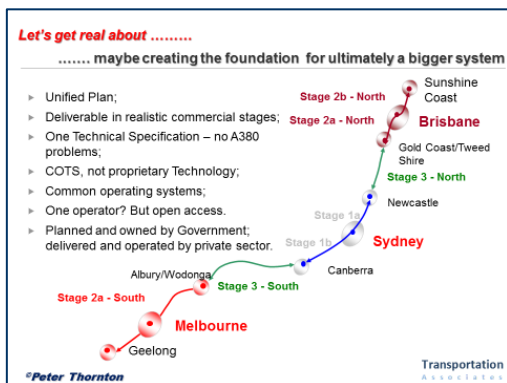 Let's get real about .........
....... maybe creating the foundation for ultimately a bigger system
Unified Plan;
Deliverable in realistic commercial stages;
One Technical Specification – no A380
problems;
COTS, not proprietary Technology;
Common operating systems;
One operator? But open access.
Planned and owned by Government;
delivered and operated by private sector.
Sunshine
Coast
Stage 2b - North
Brisbane
Stage 2a - North
Gold Coast/Tweed
Shire
Stage 3 - North
Newcastle
Stage 1a
Stage 1b
Sydney
Canberra
Albury/Wodonga
Stage 3 - South
Stage 2a - South
Melbourne
Geelong
©Peter Thornton
Transportation
Associates